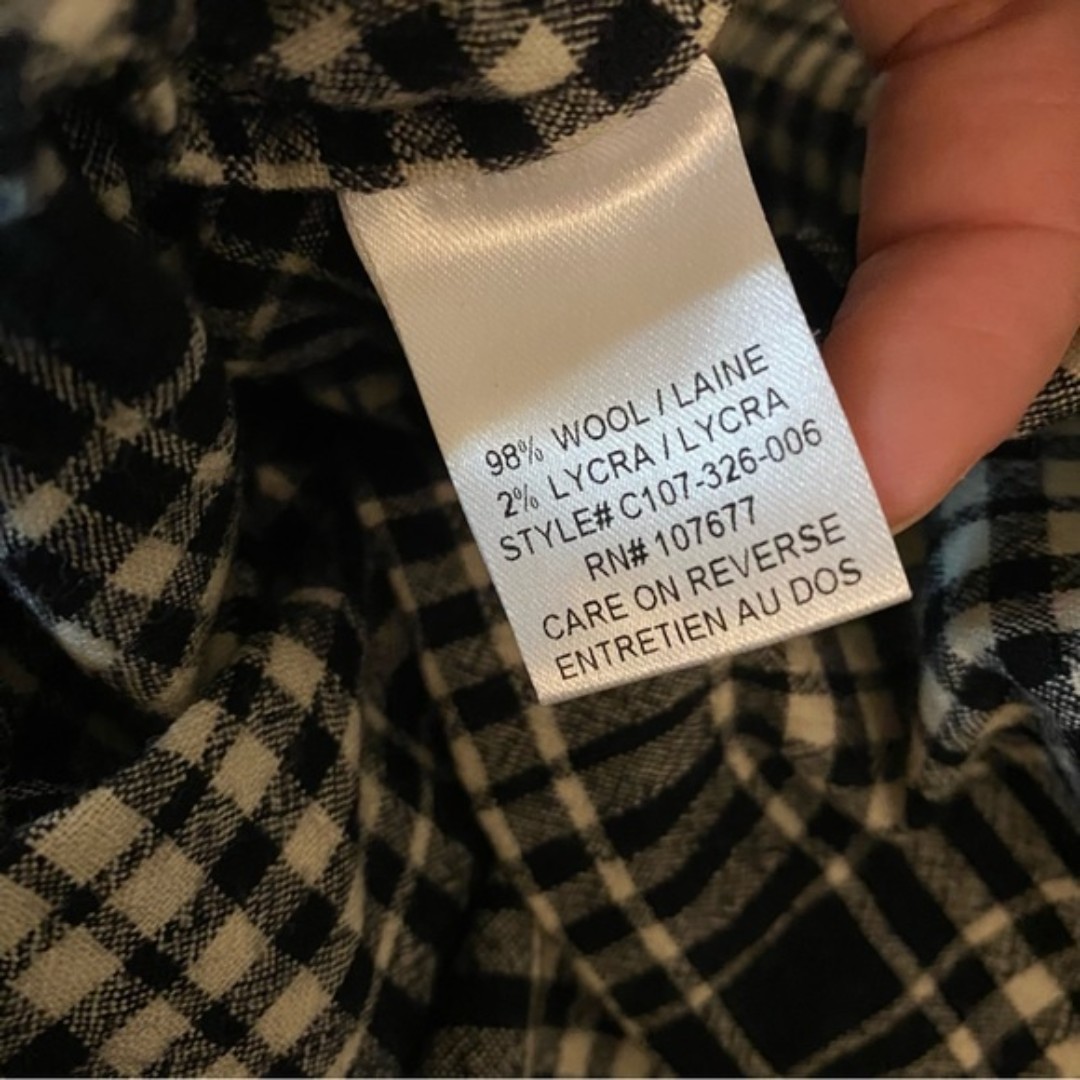 98% WOOL / LAINE
2% LYCRA / LYCRA
STYLE# C107-326-006
RN# 107677
CARE ON REVERSE
ENTRETIEN AU DOS